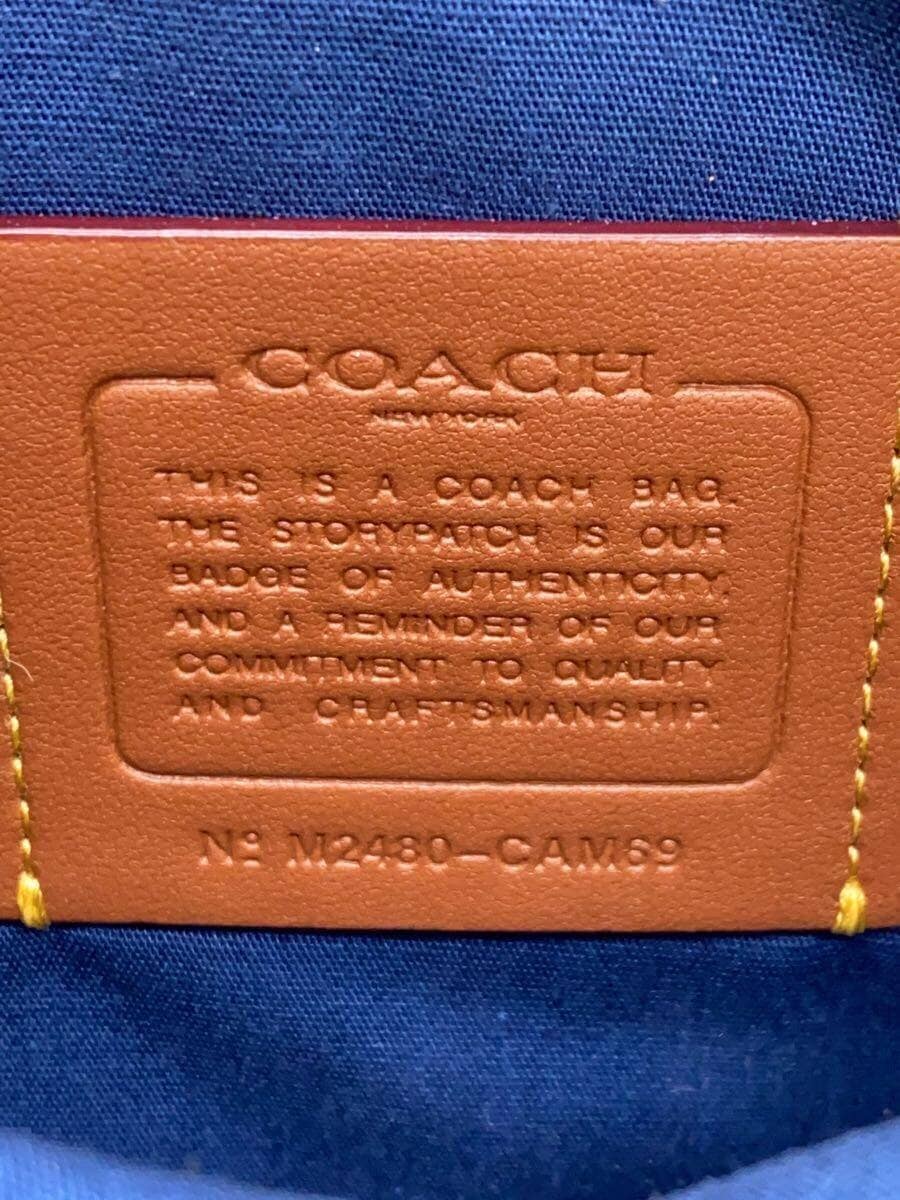 COACH
NEW YORK
THIS IS A COACH BAG.
THE STORYPATCH IS OUR
BADGE OF AUTHENTICITY,
AND A REMINDER OF OUR
COMMITMENT TO QUALITY
AND CRAFTSMANSHIP.
Nº M2480-CAM69